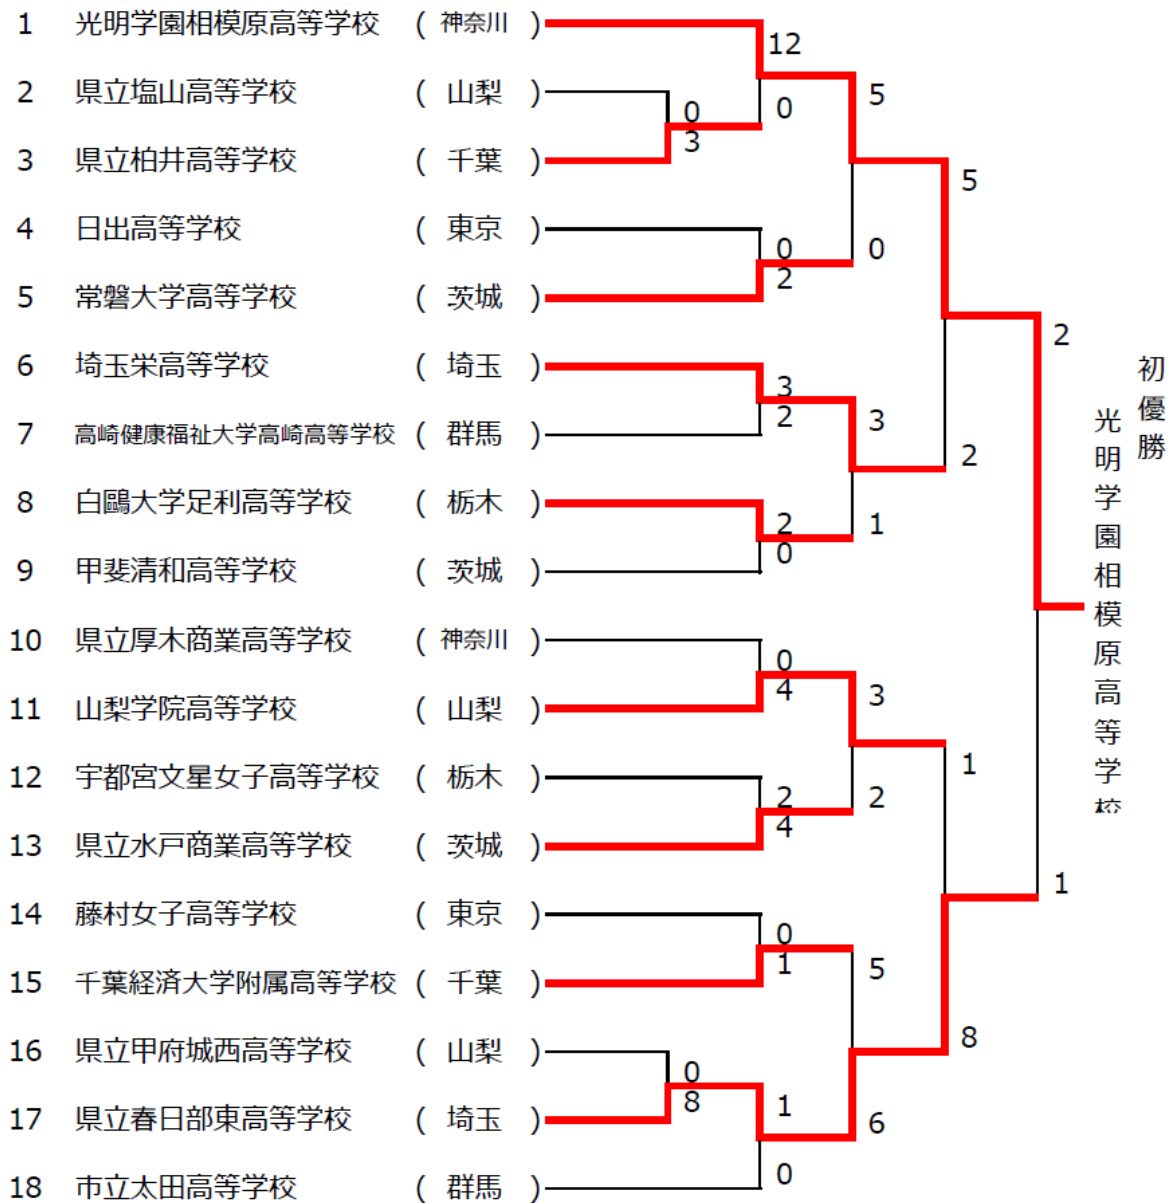 1 光明学園相模原高等学校 ( 神奈川 )
12
2 県立塩山高等学校 ( 山梨 )
0
3
0
5
3 県立柏井高等学校 ( 千葉 )
5
4 日出高等学校 ( 東京 )
0
2
0
5 常磐大学高等学校 ( 茨城 )
2
6 埼玉栄高等学校 ( 埼玉 )
3
2
3
7 高崎健康福祉大学高崎高等学校 ( 群馬 )
2
8 白鷗大学足利高等学校 ( 栃木 )
2
0
1
9 甲斐清和高等学校 ( 茨城 )
初優勝
光明学園相模原高等学校
10 県立厚木商業高等学校 ( 神奈川 )
0
4
3
11 山梨学院高等学校 ( 山梨 )
1
12 宇都宮文星女子高等学校 ( 栃木 )
2
4
2
13 県立水戸商業高等学校 ( 茨城 )
1
14 藤村女子高等学校 ( 東京 )
0
1
5
15 千葉経済大学附属高等学校 ( 千葉 )
8
16 県立甲府城西高等学校 ( 山梨 )
0
8
1
6
17 県立春日部東高等学校 ( 埼玉 )
0
18 市立太田高等学校 ( 群馬 )